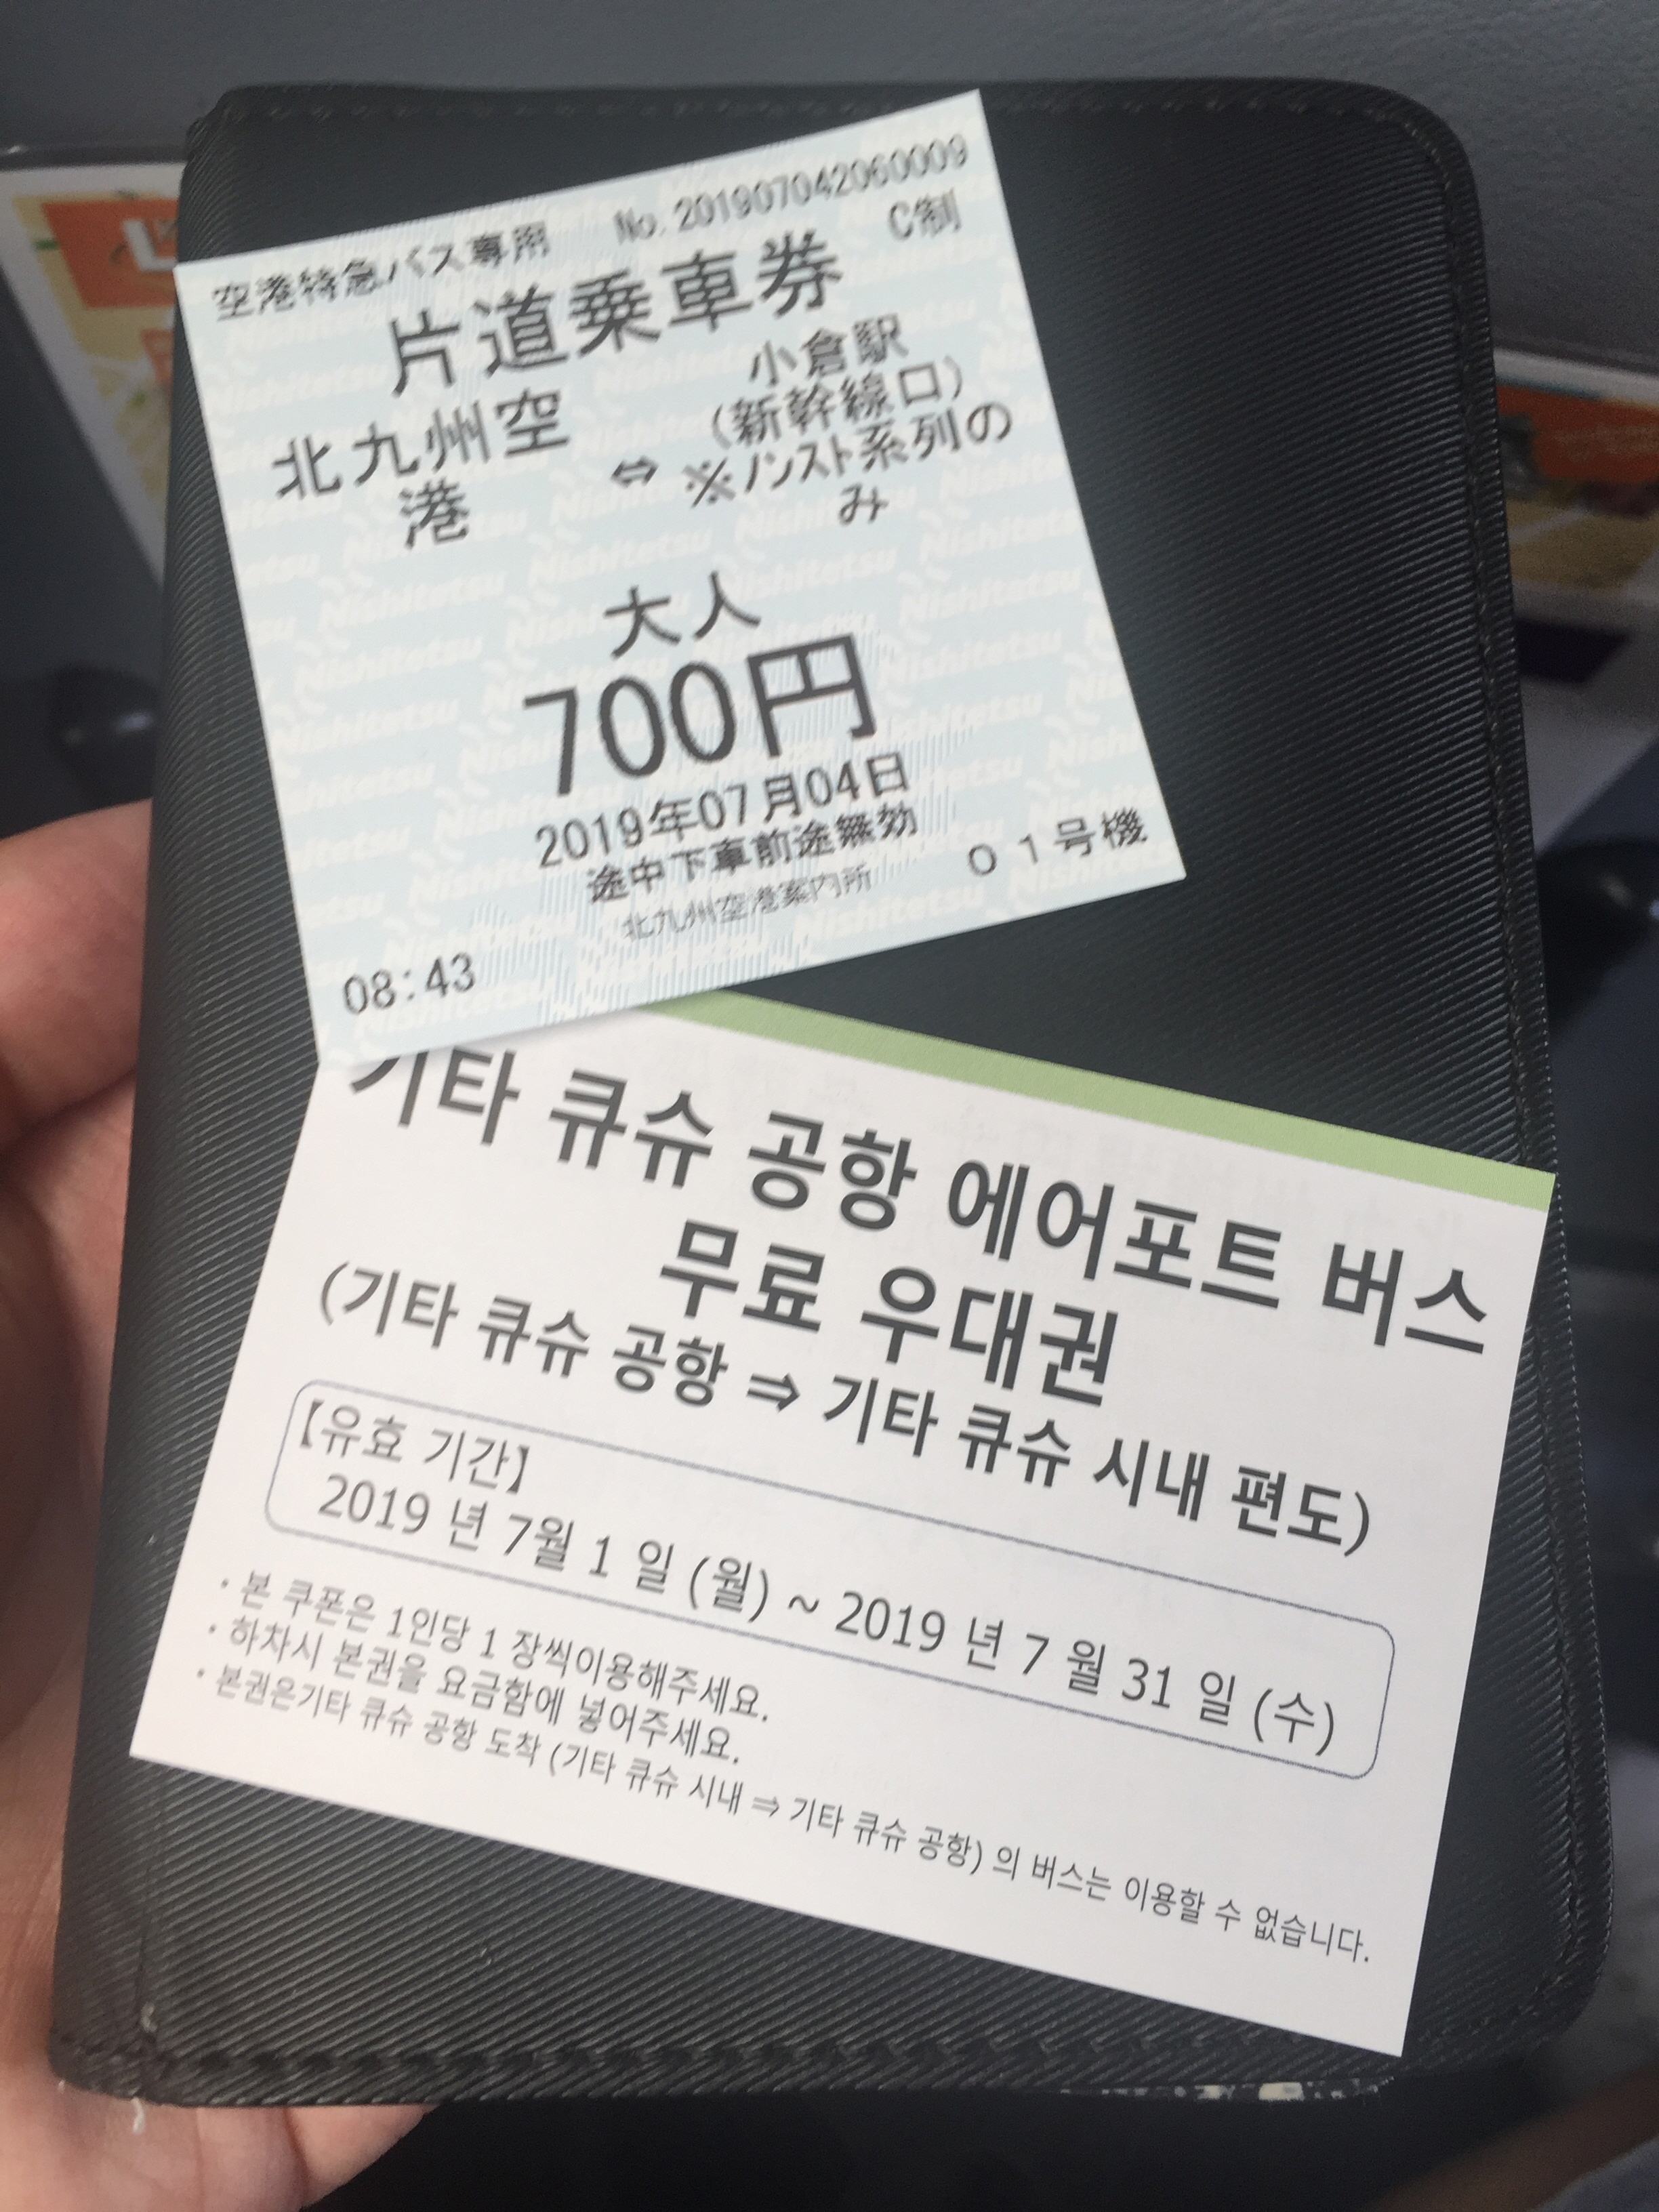 空港特急バス専用 No.201907042060009
片道乗車券 C制
北九州空港 ⇔ 小倉駅
(新幹線口)
※ノンスト系列のみ
大人
700円
2019年07月04日
途中下車前途無効
北九州空港案内所
01号機
08:43
기타 큐슈 공항 에어포트 버스
무료 우대권
(기타 큐슈 공항 ⇒ 기타 큐슈 시내 편도)
【유효 기간】
2019 년 7월 1 일 (월) ~ 2019 년 7 월 31 일 (수)
・본 쿠폰은 1인당 1 장씩이용해주세요.
・하차시 본권을 요금함에 넣어주세요.
・본권은기타 큐슈 공항 도착 (기타 큐슈 시내 ⇒ 기타 큐슈 공항) 의 버스는 이용할 수 없습니다.